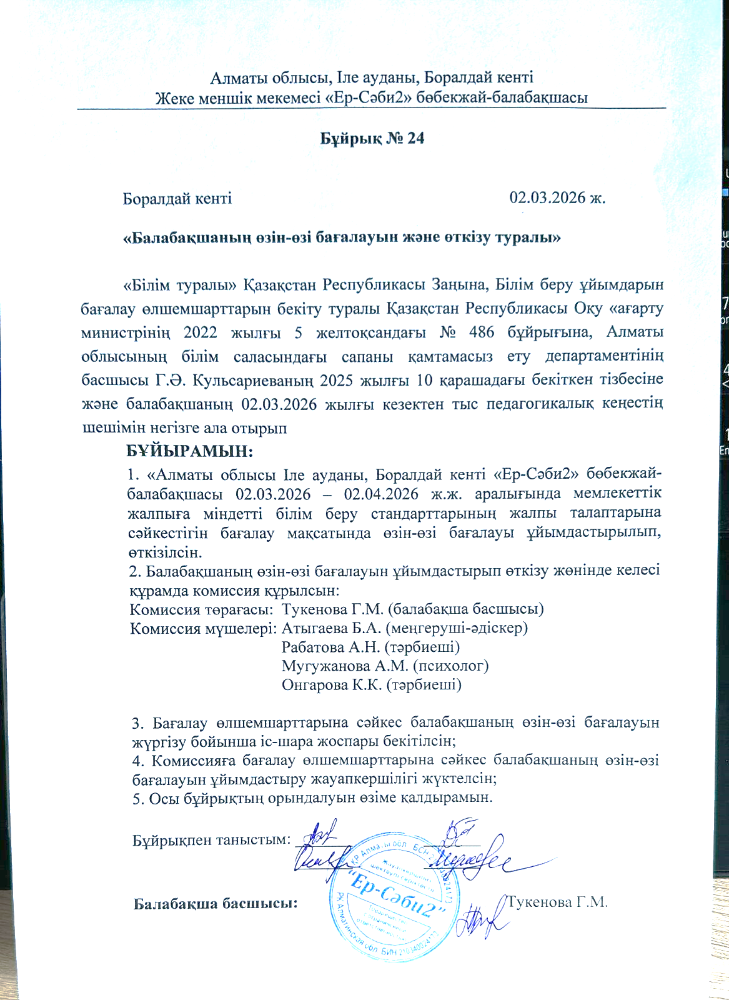 Алматы облысы, Іле ауданы, Боралдай кенті
Жеке меншік мекемесі «Ер-Сәби2» бөбекжай-балабақшасы
Бұйрық № 24
Боралдай кенті 02.03.2026 ж.
«Балабақшаның өзін-өзі бағалауын және өткізу туралы»
«Білім туралы» Қазақстан Республикасы Заңына, Білім беру ұйымдарын
бағалау өлшемшарттарын бекіту туралы Қазақстан Республикасы Оқу «ағарту
министрінің 2022 жылғы 5 желтоқсандағы № 486 бұйрығына, Алматы
облысының білім саласындағы сапаны қамтамасыз ету департаментінің
басшысы Г.Ә. Кульсариеваның 2025 жылғы 10 қарашадағы бекіткен тізбесіне
және балабақшаның 02.03.2026 жылғы кезектен тыс педагогикалық кеңестің
шешімін негізге ала отырып
БҰЙЫРАМЫН:
1. «Алматы облысы Іле ауданы, Боралдай кенті «Ер-Сәби2» бөбекжай-
балабақшасы 02.03.2026 – 02.04.2026 ж.ж. аралығында мемлекеттік
жалпыға міндетті білім беру стандарттарының жалпы талаптарына
сәйкестігін бағалау мақсатында өзін-өзі бағалауы ұйымдастырылып,
өткізілсін.
2. Балабақшаның өзін-өзі бағалауын ұйымдастырып өткізу жөнінде келесі
құрамда комиссия құрылсын:
Комиссия төрағасы: Тукенова Г.М. (балабақша басшысы)
Комиссия мүшелері: Атыгаева Б.А. (меңгеруші-әдіскер)
Рабатова А.Н. (тәрбиеші)
Мугужанова А.М. (психолог)
Онгарова К.К. (тәрбиеші)
3. Бағалау өлшемшарттарына сәйкес балабақшаның өзін-өзі бағалауын
жүргізу бойынша іс-шара жоспары бекітілсін;
4. Комиссияға бағалау өлшемшарттарына сәйкес балабақшаның өзін-өзі
бағалауын ұйымдастыру жауапкершілігі жүктелсін;
5. Осы бұйрықтың орындалуын өзіме қалдырамын.
Бұйрықпен таныстым:
ҚР Алматы обл БСН
"Ер-Сәби2"
РК Алматинская обл БИН
Балабақша басшысы: Тукенова Г.М.